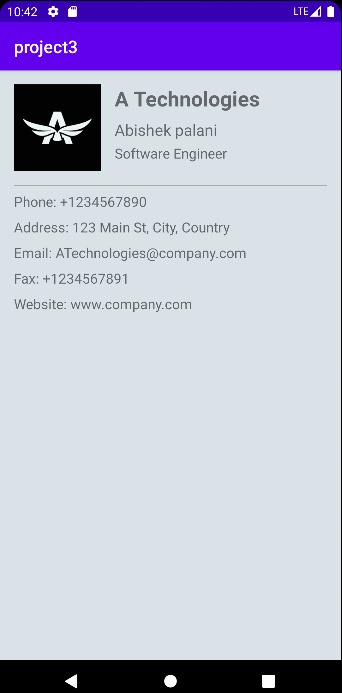 10:42
LTE
project3
A Technologies
Abishek palani
Software Engineer
Phone: +1234567890
Address: 123 Main St, City, Country
Email: ATechnologies@company.com
Fax: +1234567891
Website: www.company.com